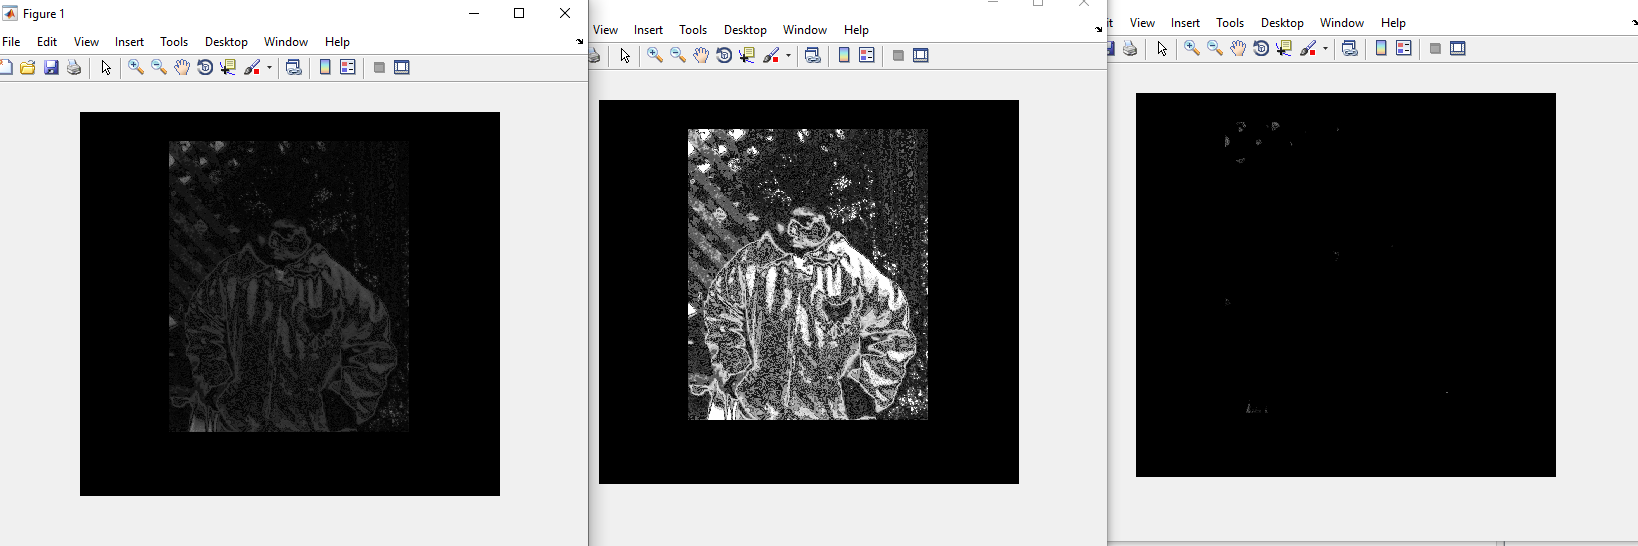 Figure 1
File Edit View Insert Tools Desktop Window Help
View Insert Tools Desktop Window Help
it View Insert Tools Desktop Window Help